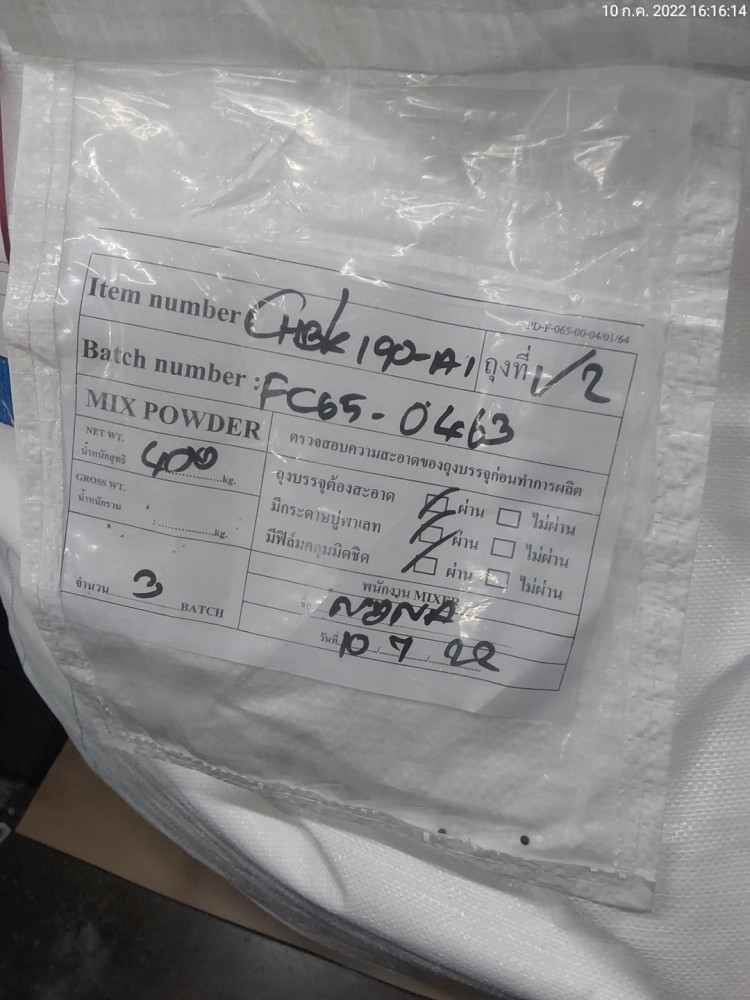 10 ก.ค. 2022 16:16:14
PD-F-065-00-04/01/64
Item number : CHBK190-A1 ถุงที่ 1/2
Batch number : FC65-0463
MIX POWDER
ตรวจสอบความสะอาดของถุงบรรจุก่อนทำการผลิต
NET WT.
น้ำหนักสุทธิ 400 kg.
GROSS WT.
น้ำหนักรวม : ............... kg.
จำนวน 3 BATCH
ถุงบรรจุต้องสะอาด ผ่าน ไม่ผ่าน
มีกระดาษปูพาเลท ผ่าน ไม่ผ่าน
มีฟิล์มคลุมมิดชิด ผ่าน ไม่ผ่าน
พนักงาน MIXER
ชื่อ
วันที่ 10 / 7 / 22